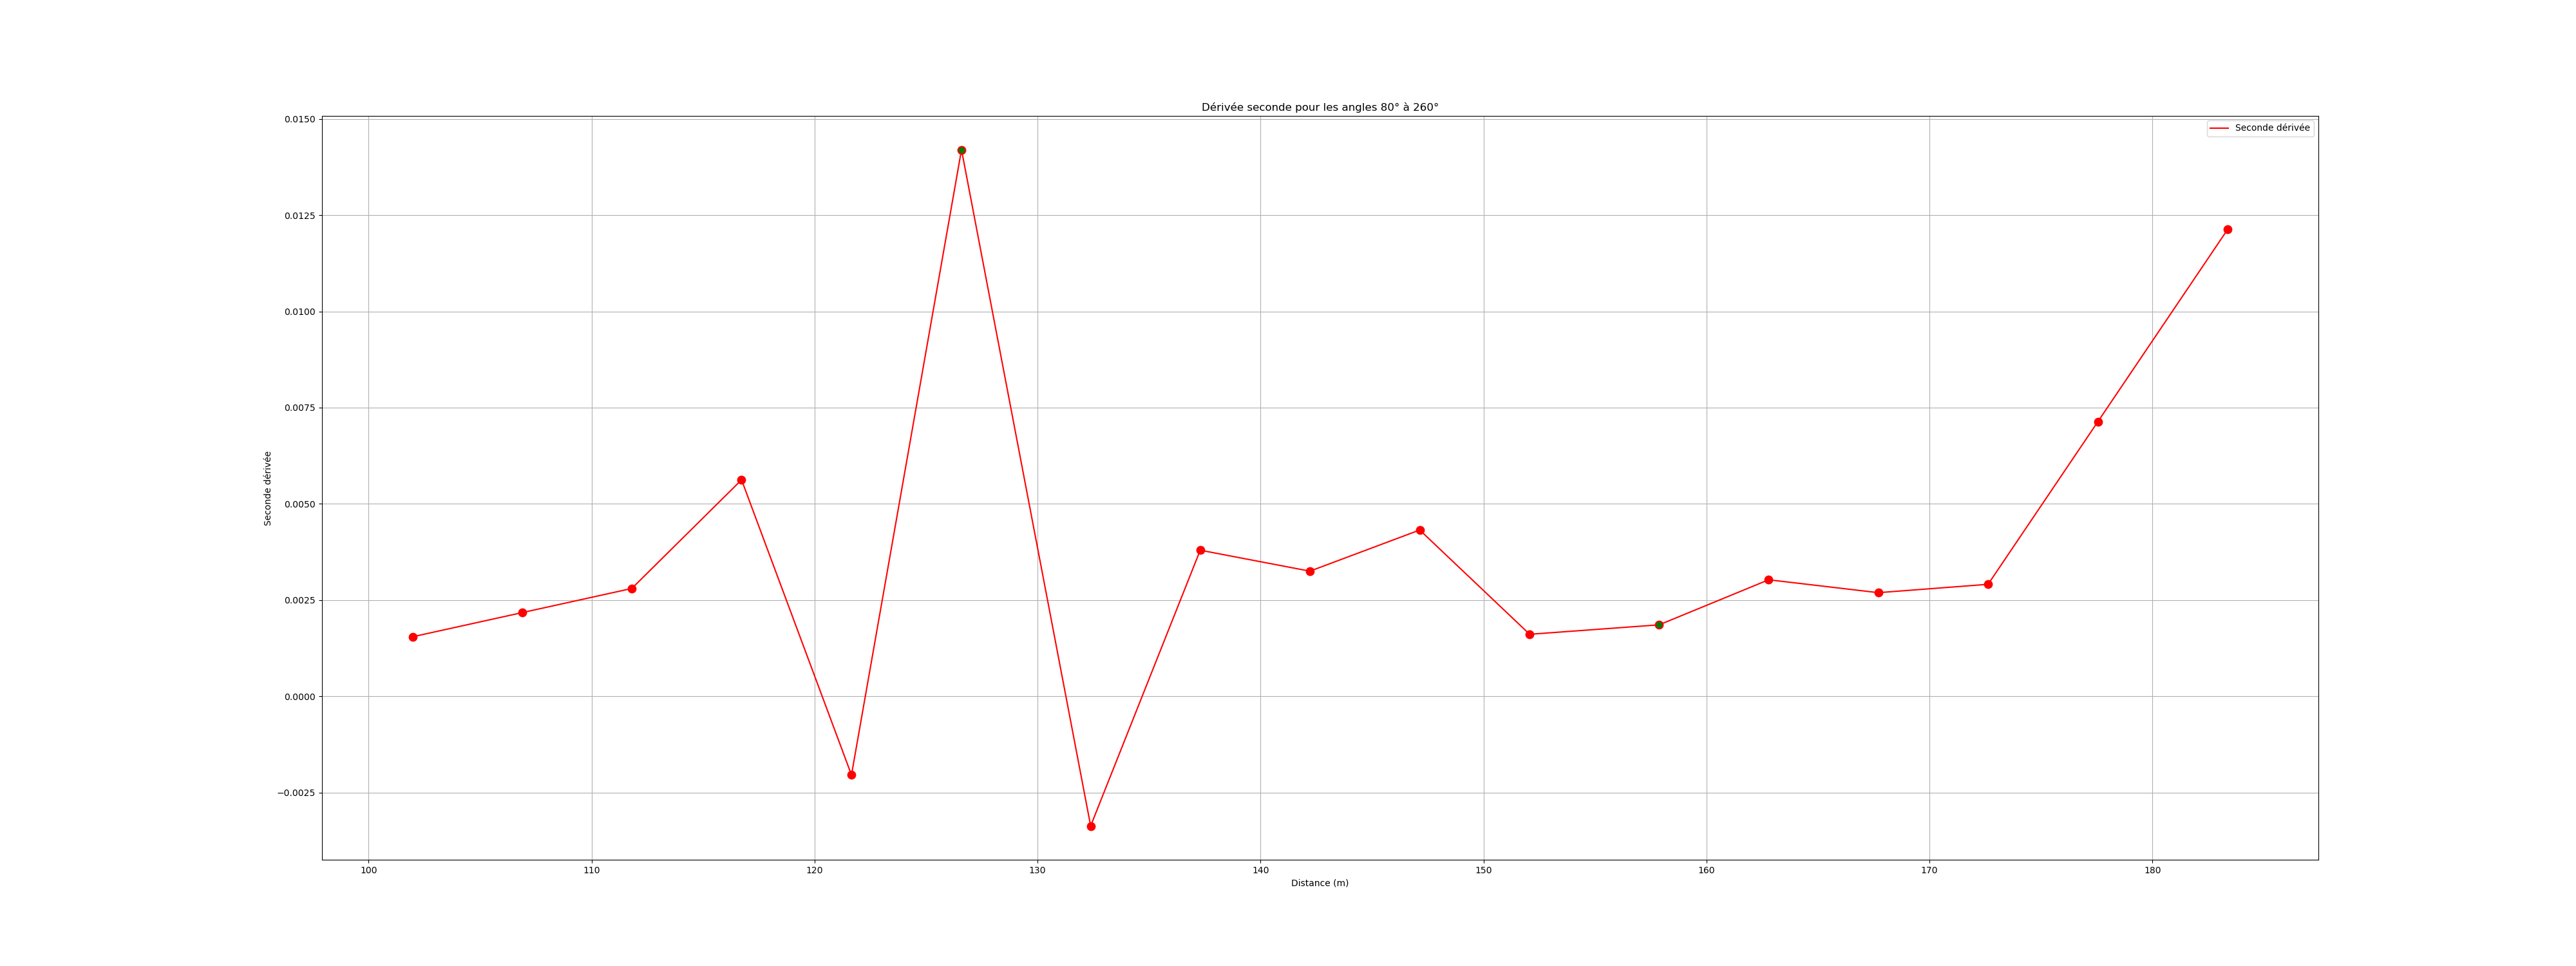 Dérivée seconde pour les angles 80° à 260°
Seconde dérivée
0.0150
0.0125
0.0100
0.0075
0.0050
0.0025
0.0000
−0.0025
Seconde dérivée
100 110 120 130 140 150 160 170 180
Distance (m)